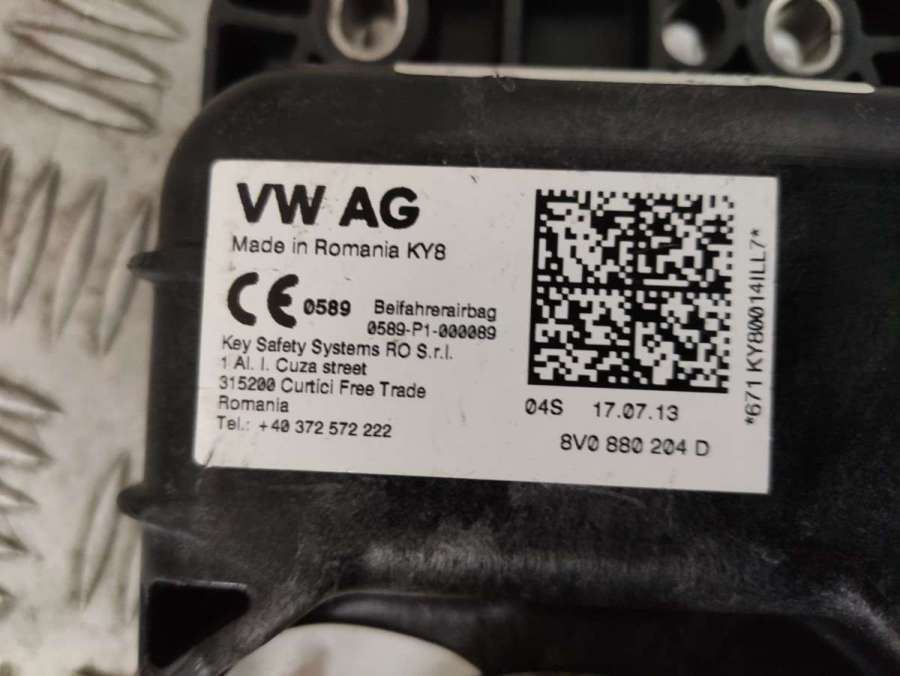 VW AG
Made in Romania KY8
CE 0589 Beifahrerairbag
0589-P1-000089
Key Safety Systems RO S.r.l.
1 Al. I. Cuza street
315200 Curtici Free Trade
Romania
Tel.: +40 372 572 222
04S 17.07.13
8V0 880 204 D
*671 KY80014ILL7*